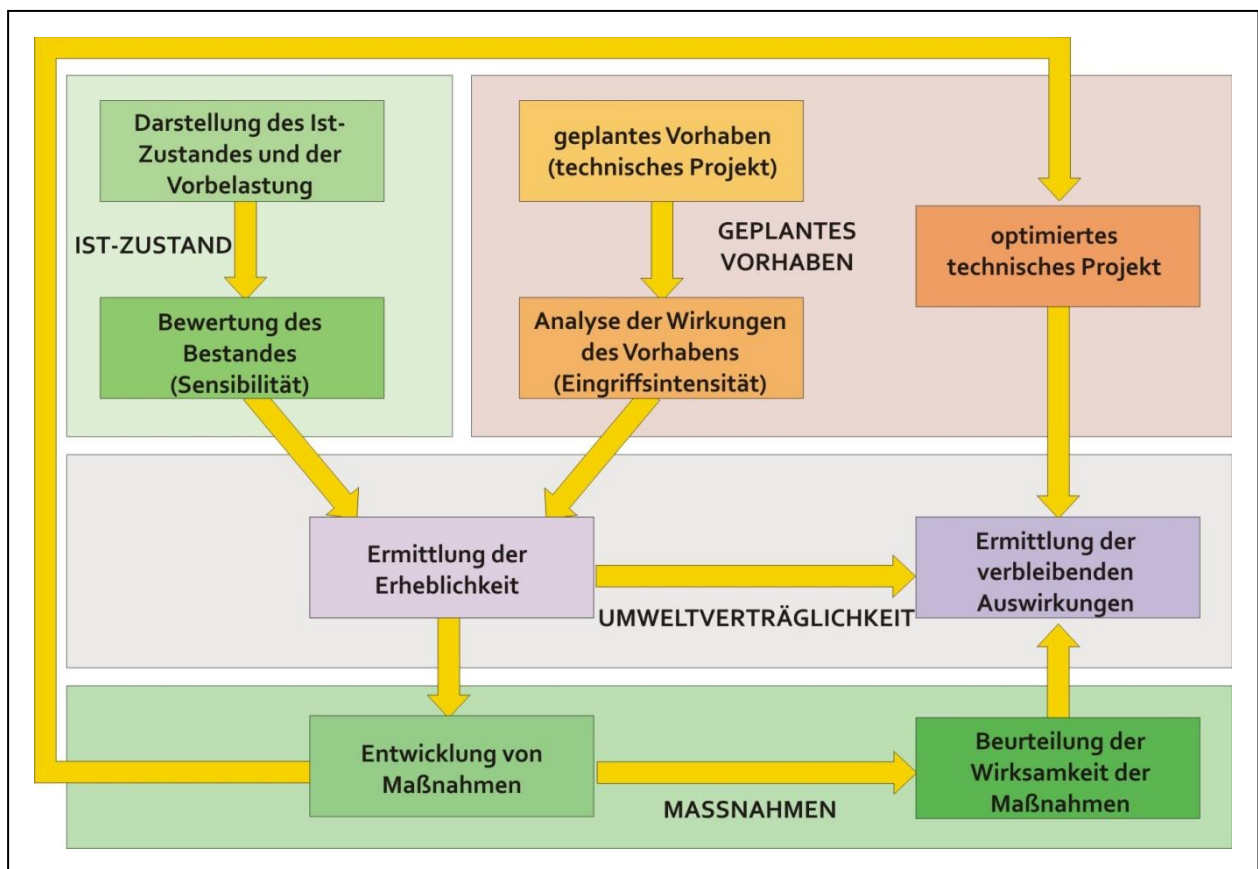 Darstellung des Ist-
Zustandes und der
Vorbelastung
IST-ZUSTAND
Bewertung des
Bestandes
(Sensibilität)
geplantes Vorhaben
(technisches Projekt)
GEPLANTES
VORHABEN
Analyse der Wirkungen
des Vorhabens
(Eingriffsintensität)
optimiertes
technisches Projekt
Ermittlung der
Erheblichkeit
UMWELTVERTRÄGLICHKEIT
Ermittlung der
verbleibenden
Auswirkungen
Entwicklung von
Maßnahmen
MASSNAHMEN
Beurteilung der
Wirksamkeit der
Maßnahmen